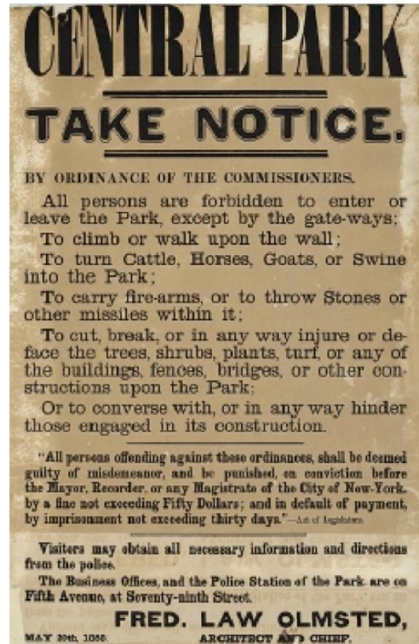 CENTRAL PARK
TAKE NOTICE.
BY ORDINANCE OF THE COMMISSIONERS.
All persons are forbidden to enter or
leave the Park, except by the gate-ways;
To climb or walk upon the wall;
To turn Cattle, Horses, Goats, or Swine
into the Park;
To carry fire-arms, or to throw Stones or
other missiles within it;
To cut, break, or in any way injure or de-
face the trees, shrubs, plants, turf, or any of
the buildings, fences, bridges, or other con-
structions upon the Park;
Or to converse with, or in any way hinder
those engaged in its construction.
"All persons offending against these ordinances, shall be deemed
guilty of misdemeanor, and be punished, on conviction before
the Mayor, Recorder, or any Magistrate of the City of New-York,
by a fine not exceeding Fifty Dollars; and in default of payment,
by imprisonment not exceeding thirty days."—Act of Legislature.
Visitors may obtain all necessary information and directions
from the police.
The Business Offices, and the Police Station of the Park are on
Fifth Avenue, at Seventy-ninth Street.
FRED. LAW OLMSTED,
MAY 20th, ARCHITECT AND CHIEF.